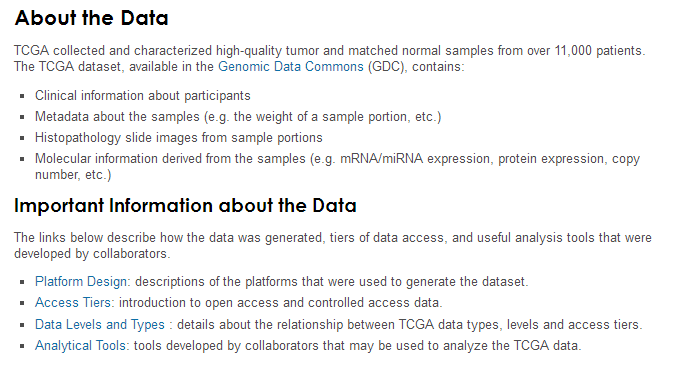 About the Data
TCGA collected and characterized high-quality tumor and matched normal samples from over 11,000 patients.
The TCGA dataset, available in the Genomic Data Commons (GDC), contains:
Clinical information about participants
Metadata about the samples (e.g. the weight of a sample portion, etc.)
Histopathology slide images from sample portions
Molecular information derived from the samples (e.g. mRNA/miRNA expression, protein expression, copy
number, etc.)
Important Information about the Data
The links below describe how the data was generated, tiers of data access, and useful analysis tools that were
developed by collaborators.
Platform Design: descriptions of the platforms that were used to generate the dataset.
Access Tiers: introduction to open access and controlled access data.
Data Levels and Types : details about the relationship between TCGA data types, levels and access tiers.
Analytical Tools: tools developed by collaborators that may be used to analyze the TCGA data.